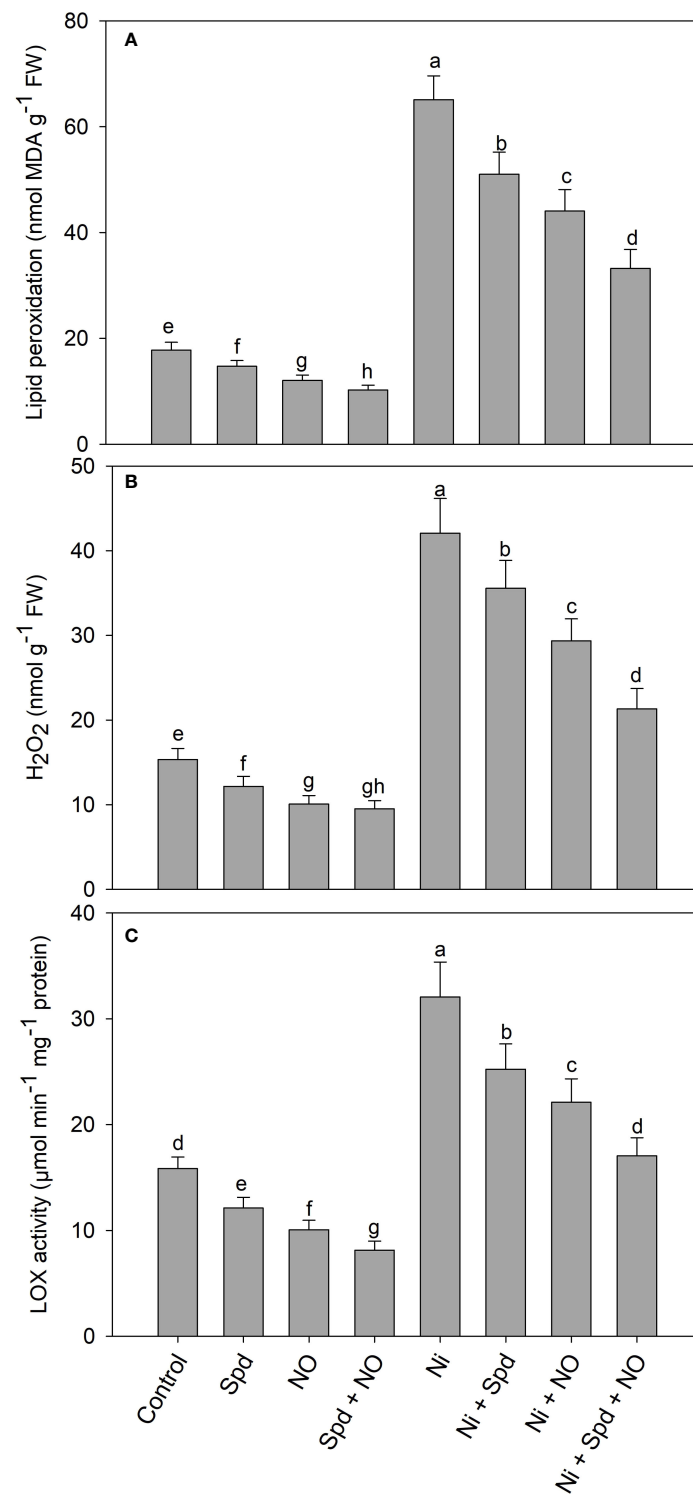 A
Lipid peroxidation (nmol MDA g⁻¹ FW)
80
60
40
20
0
e
f
g
h
a
b
c
d
B
H₂O₂ (nmol g⁻¹ FW)
50
40
30
20
10
0
e
f
g
gh
a
b
c
d
C
LOX activity (µmol min⁻¹ mg⁻¹ protein)
40
30
20
10
0
d
e
f
g
a
b
c
d
Control
Spd
NO
Spd + NO
Ni
Ni + Spd
Ni + NO
Ni + Spd + NO